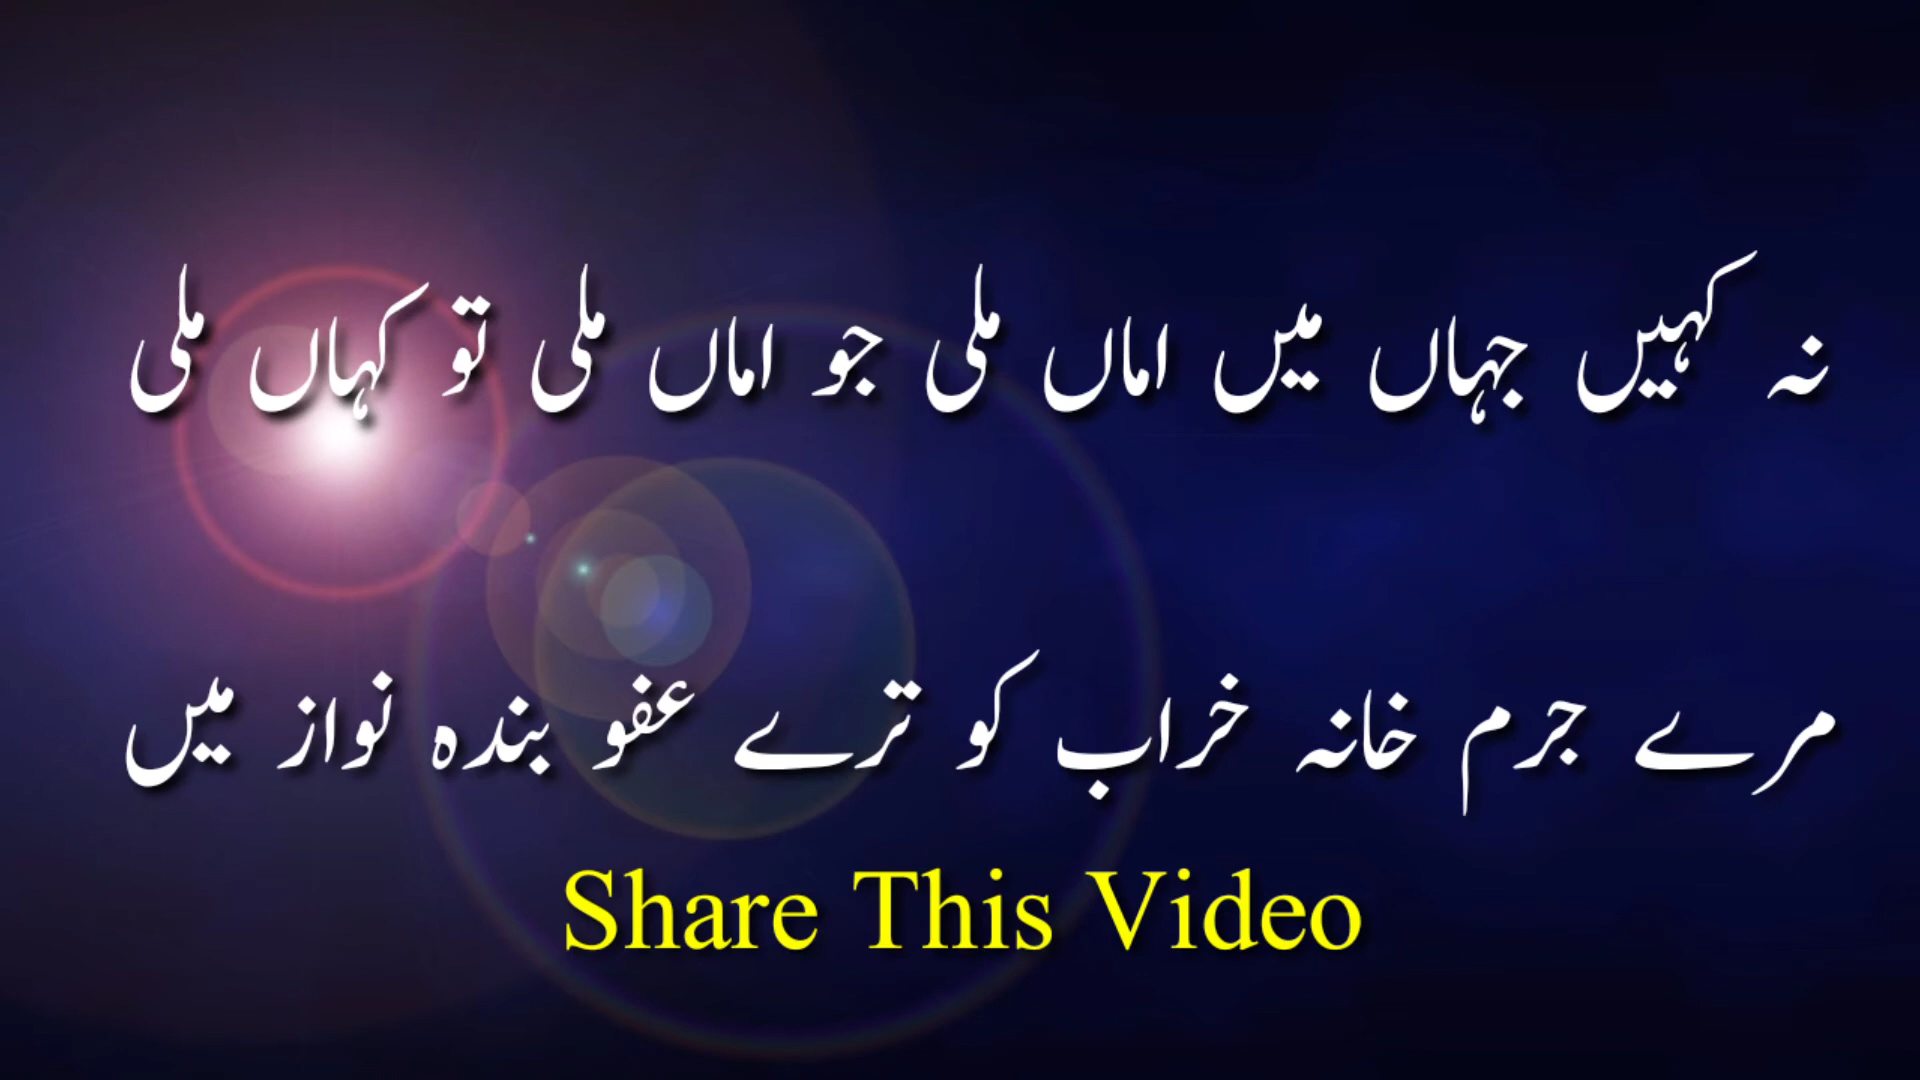 نہ کہیں جہاں میں اماں ملی جو اماں ملی تو کہاں ملی
مرے جرم خانہ خراب کو ترے عفو بندہ نواز میں
Share This Video